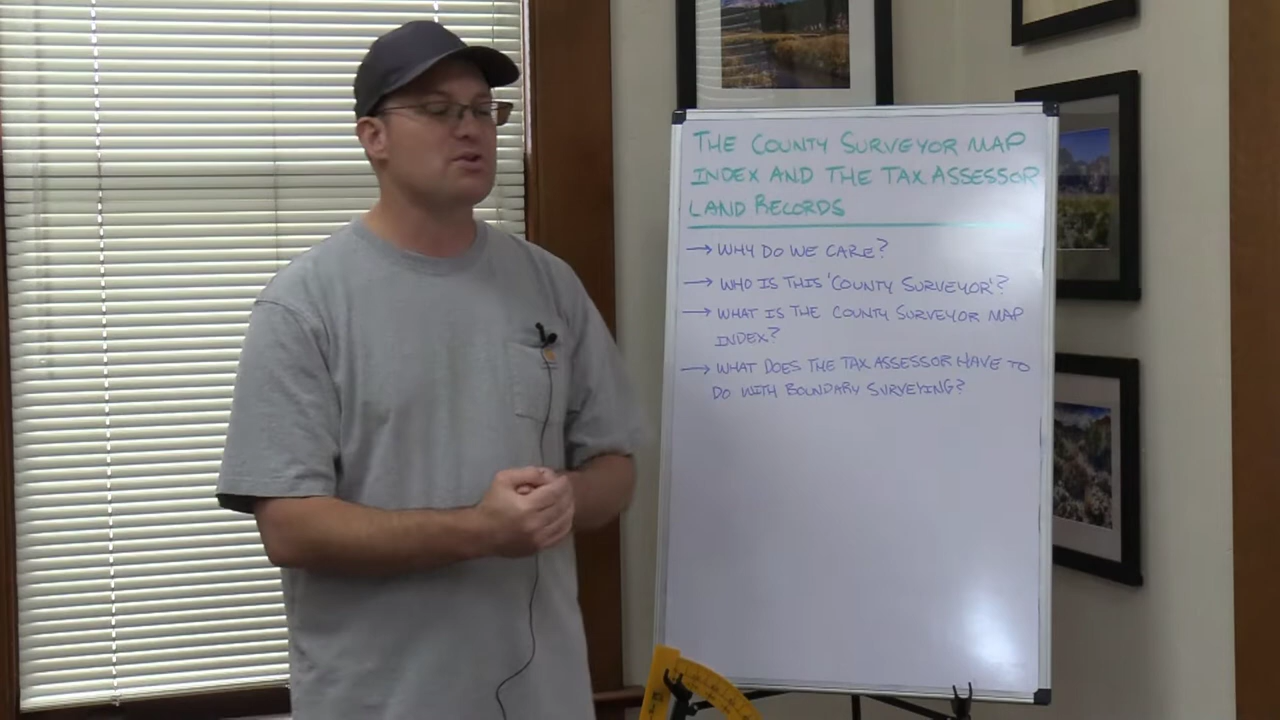 THE COUNTY SURVEYOR MAP
INDEX AND THE TAX ASSESSOR
LAND RECORDS
→ WHY DO WE CARE?
→ WHO IS THIS 'COUNTY SURVEYOR'?
→ WHAT IS THE COUNTY SURVEYOR MAP
INDEX?
→ WHAT DOES THE TAX ASSESSOR HAVE TO
DO WITH BOUNDARY SURVEYING?